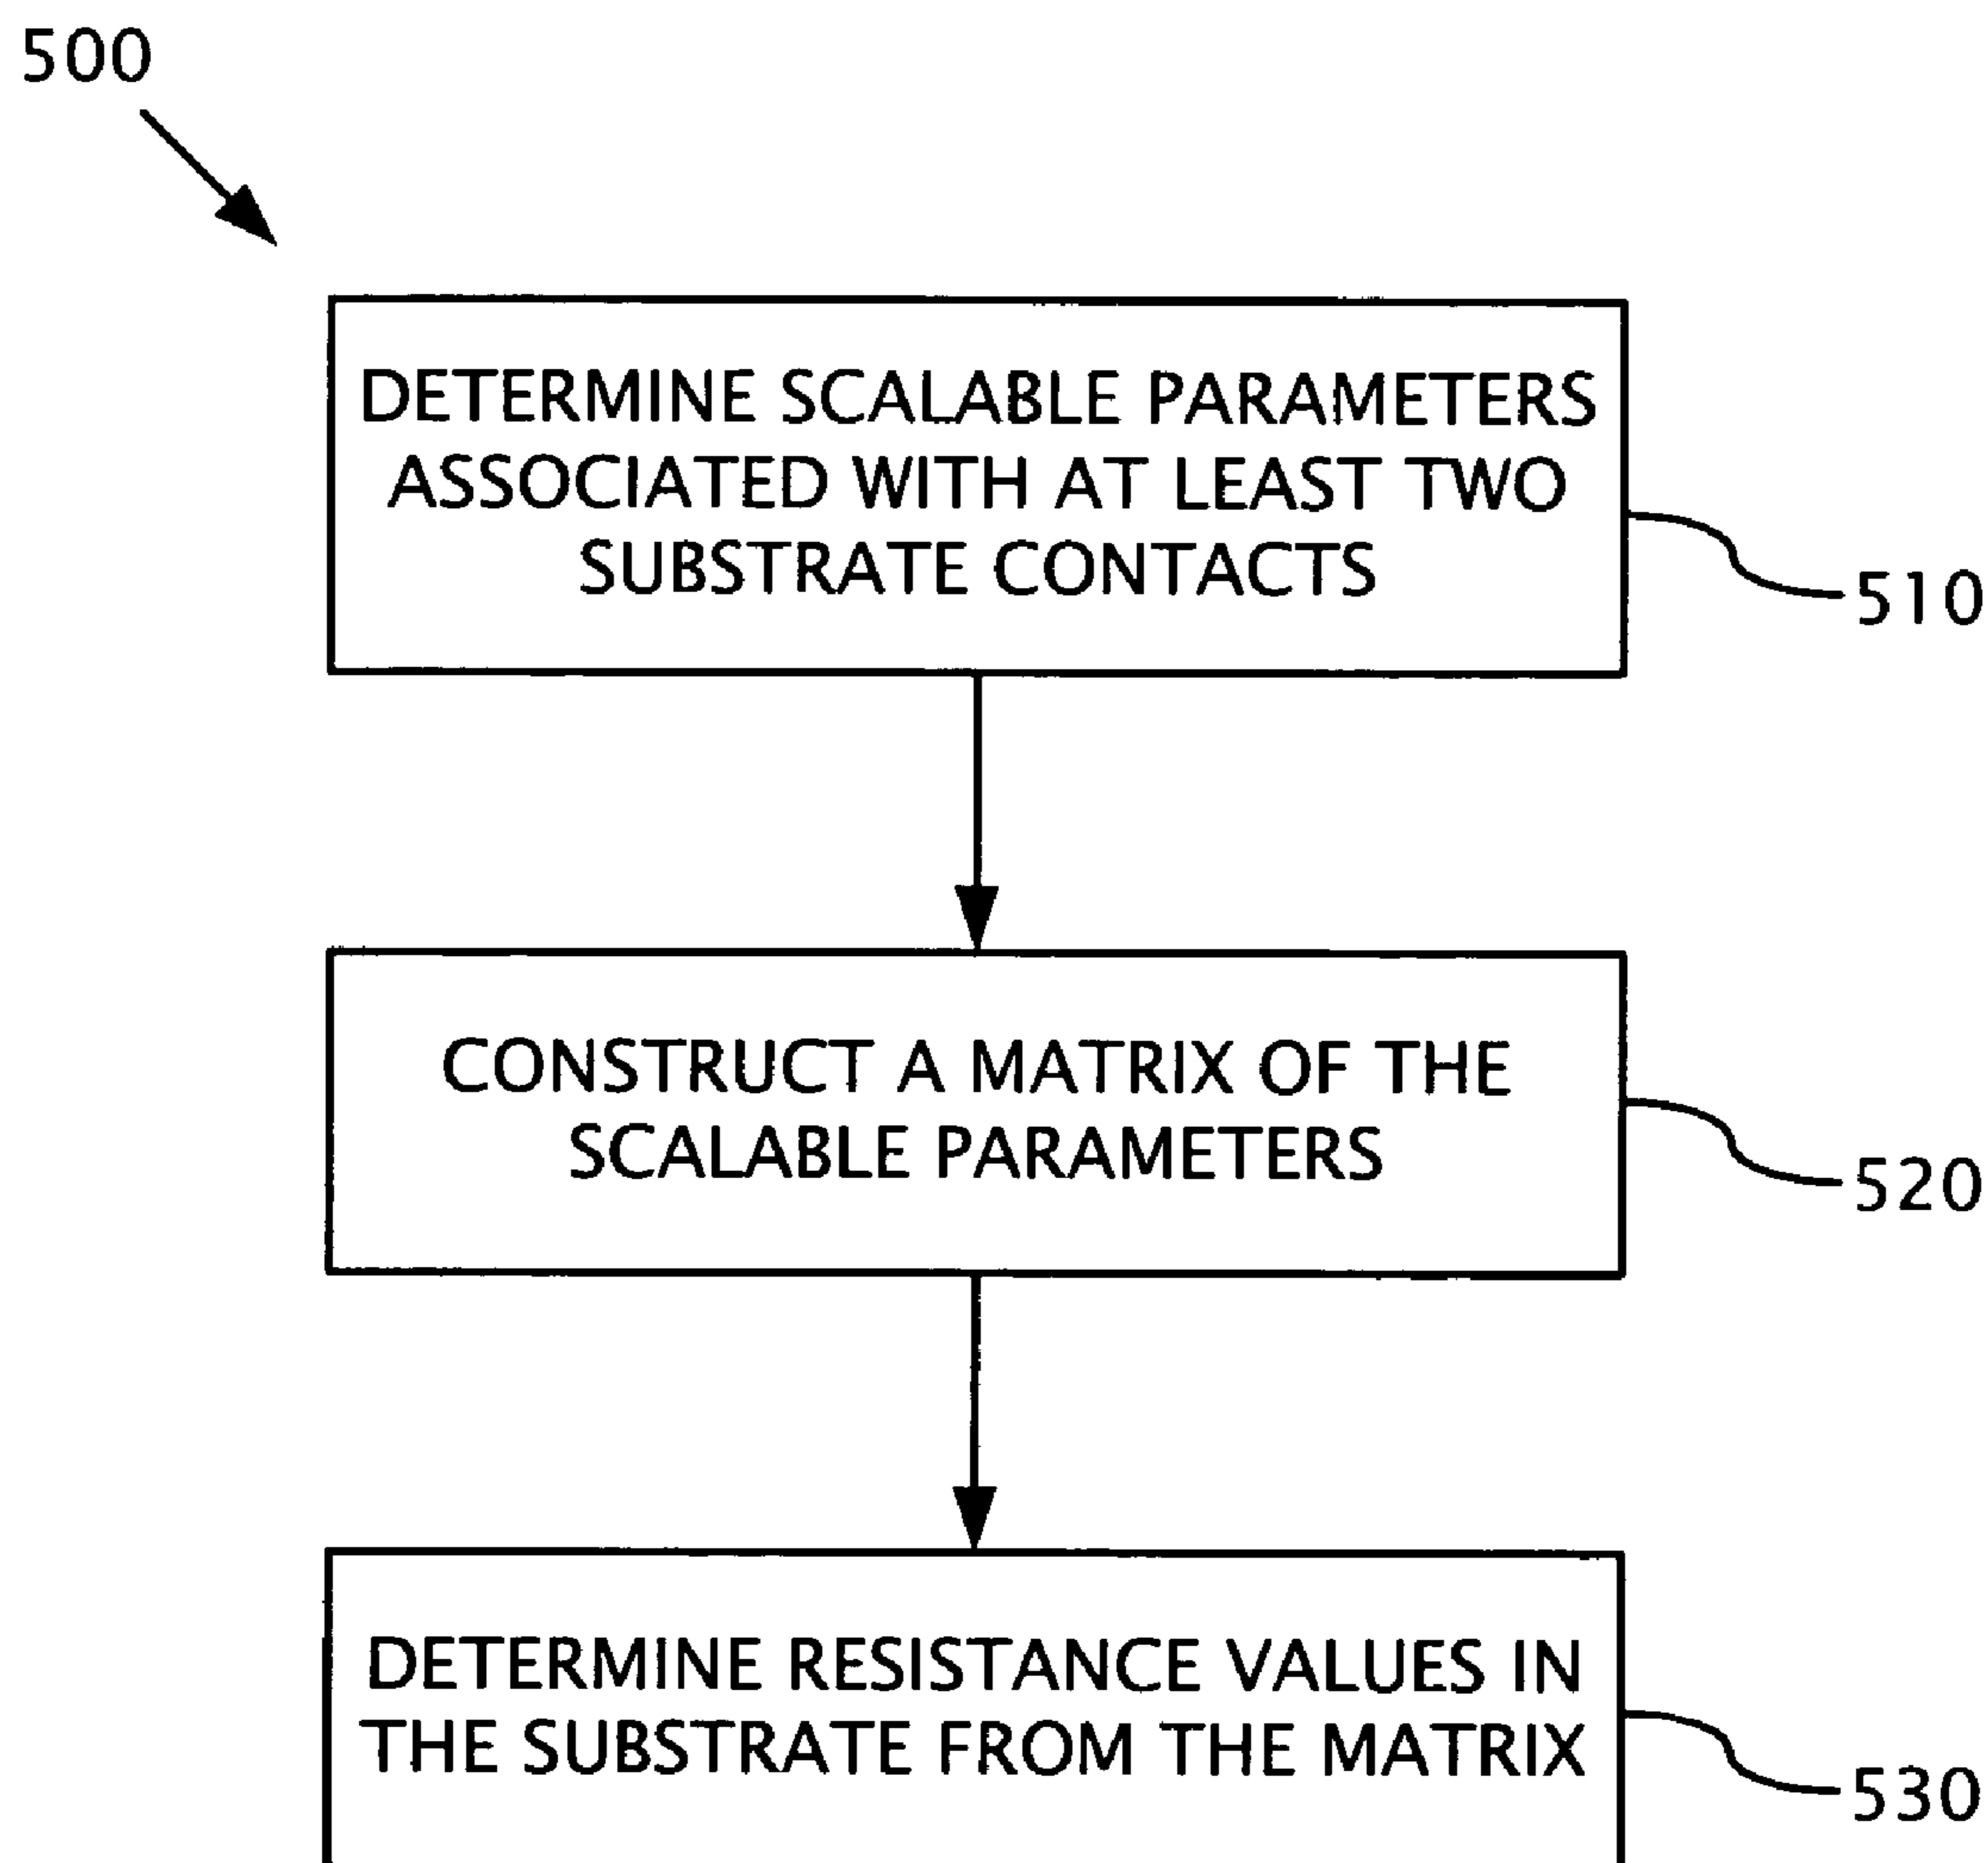 500
DETERMINE SCALABLE PARAMETERS
ASSOCIATED WITH AT LEAST TWO
SUBSTRATE CONTACTS
510
CONSTRUCT A MATRIX OF THE
SCALABLE PARAMETERS
520
DETERMINE RESISTANCE VALUES IN
THE SUBSTRATE FROM THE MATRIX
530